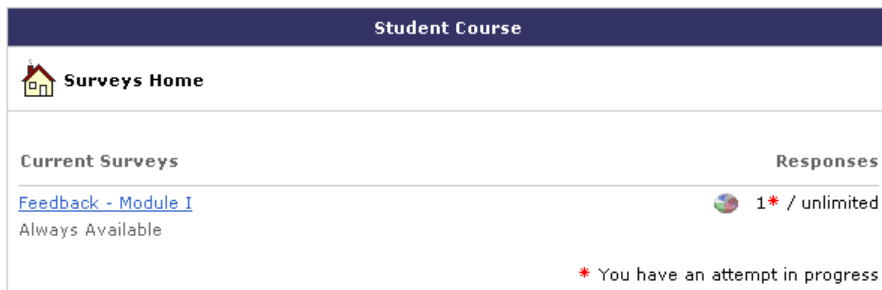 Student Course
Surveys Home
Current Surveys Responses
Feedback - Module I 1* / unlimited
Always Available
* You have an attempt in progress